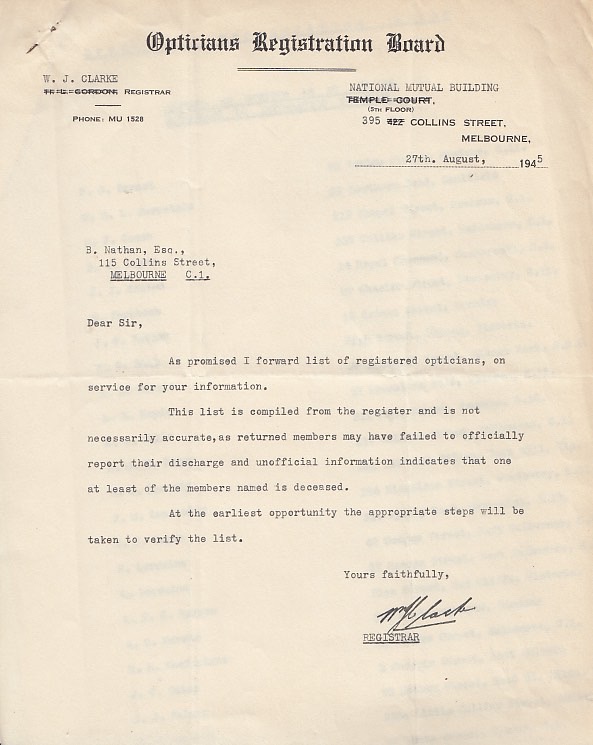 Opticians Registration Board
W. J. CLARKE
H. L. GORDON, REGISTRAR
PHONE: MU 1528
NATIONAL MUTUAL BUILDING
TEMPLE COURT,
(5TH FLOOR)
395 422 COLLINS STREET,
MELBOURNE,
27th. August, 1945
B. Nathan, Esq.,
115 Collins Street,
MELBOURNE C.1.
Dear Sir,
As promised I forward list of registered opticians, on
service for your information.
This list is compiled from the register and is not
necessarily accurate,as returned members may have failed to officially
report their discharge and unofficial information indicates that one
at least of the members named is deceased.
At the earliest opportunity the appropriate steps will be
taken to verify the list.
Yours faithfully,
WJClarke
REGISTRAR